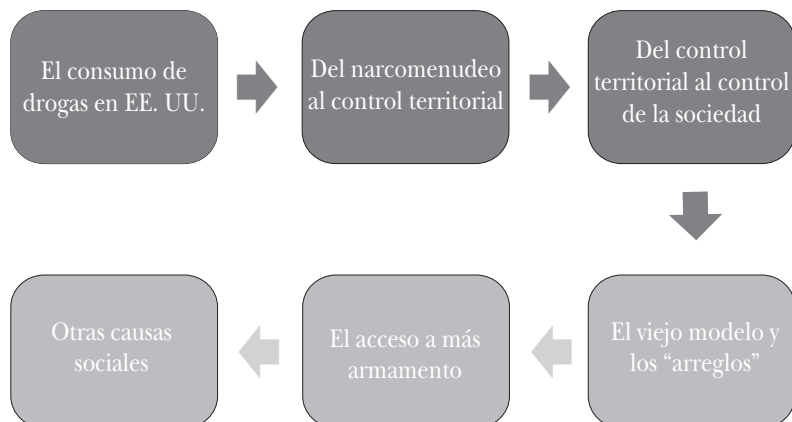 El consumo de
drogas en EE. UU.
Del narcomenudeo
al control territorial
Del control
territorial al control
de la sociedad
El viejo modelo y
los “arreglos”
El acceso a más
armamento
Otras causas
sociales